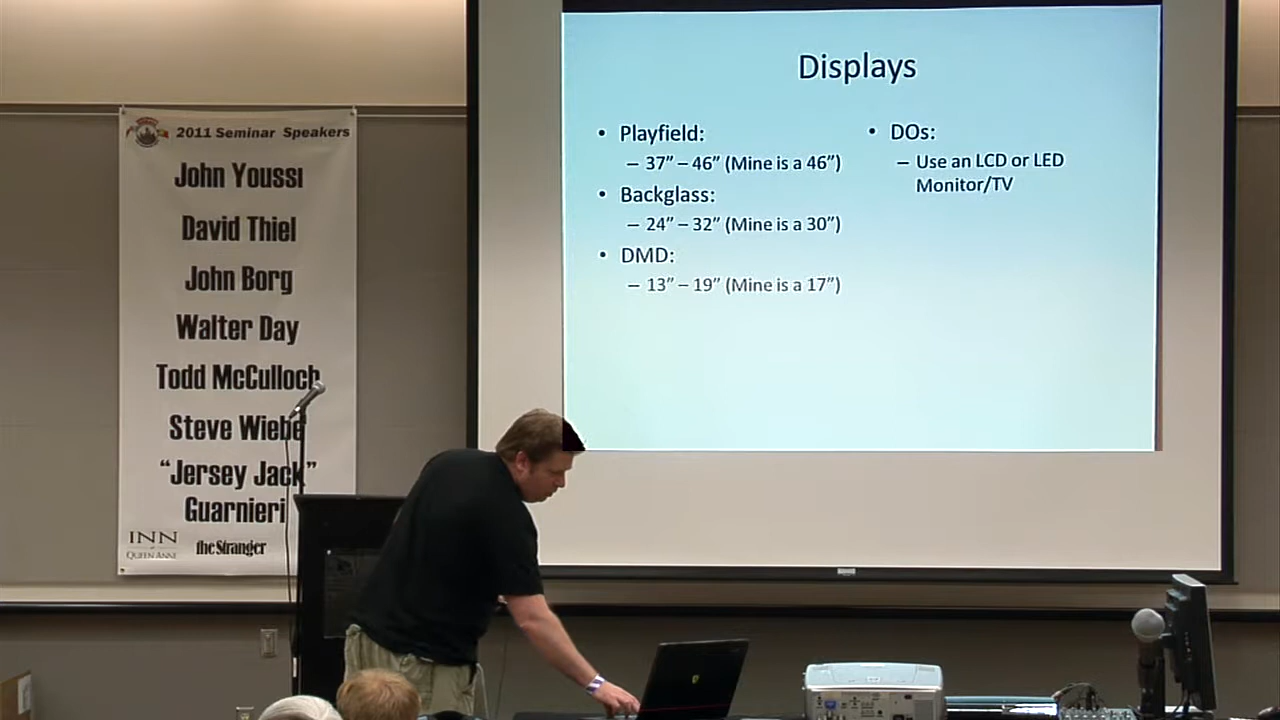 2011 Seminar Speakers
John Youssi
David Thiel
John Borg
Walter Day
Todd McCulloch
Steve Wiebe
“Jersey Jack”
Guarnieri
INN
at
QUEEN ANNE
the Stranger
Displays
• Playfield:
– 37” – 46” (Mine is a 46”)
• Backglass:
– 24” – 32” (Mine is a 30”)
• DMD:
– 13” – 19” (Mine is a 17”)
• DOs:
– Use an LCD or LED
Monitor/TV